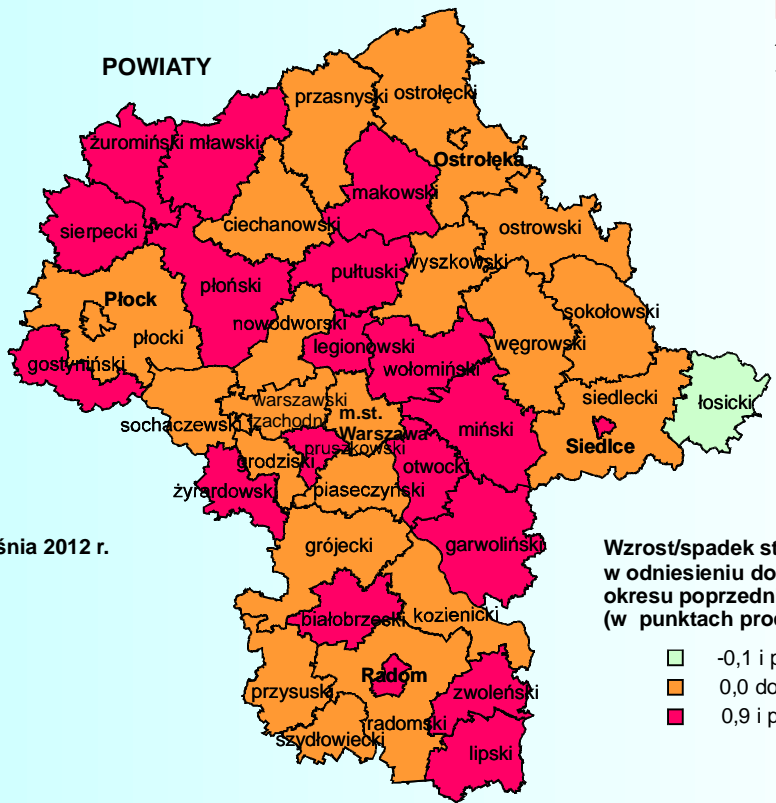 POWIATY
przasnyski
ostrołęcki
żuromiński
mławski
Ostrołęka
makowski
sierpecki
ciechanowski
ostrowski
pułtuski
wyszkowski
płoński
Płock
sokołowski
płocki
nowodworski
legionowski
węgrowski
gostyniński
wołomiński
siedlecki
łosicki
warszawski
zachodni
m.st.
Warszawa
sochaczewski
miński
Siedlce
pruszkowski
grodziski
otwocki
żyrardowski
piaseczyński
grójecki
garwoliński
śnia 2012 r.
Wzrost/spadek st
w odniesieniu do
okresu poprzedn
(w punktach proc
białobrzeski
kozienicki
-0,1 i p
Radom
przysuski
zwoleński
0,0 do
radomski
0,9 i p
szydłowiecki
lipski